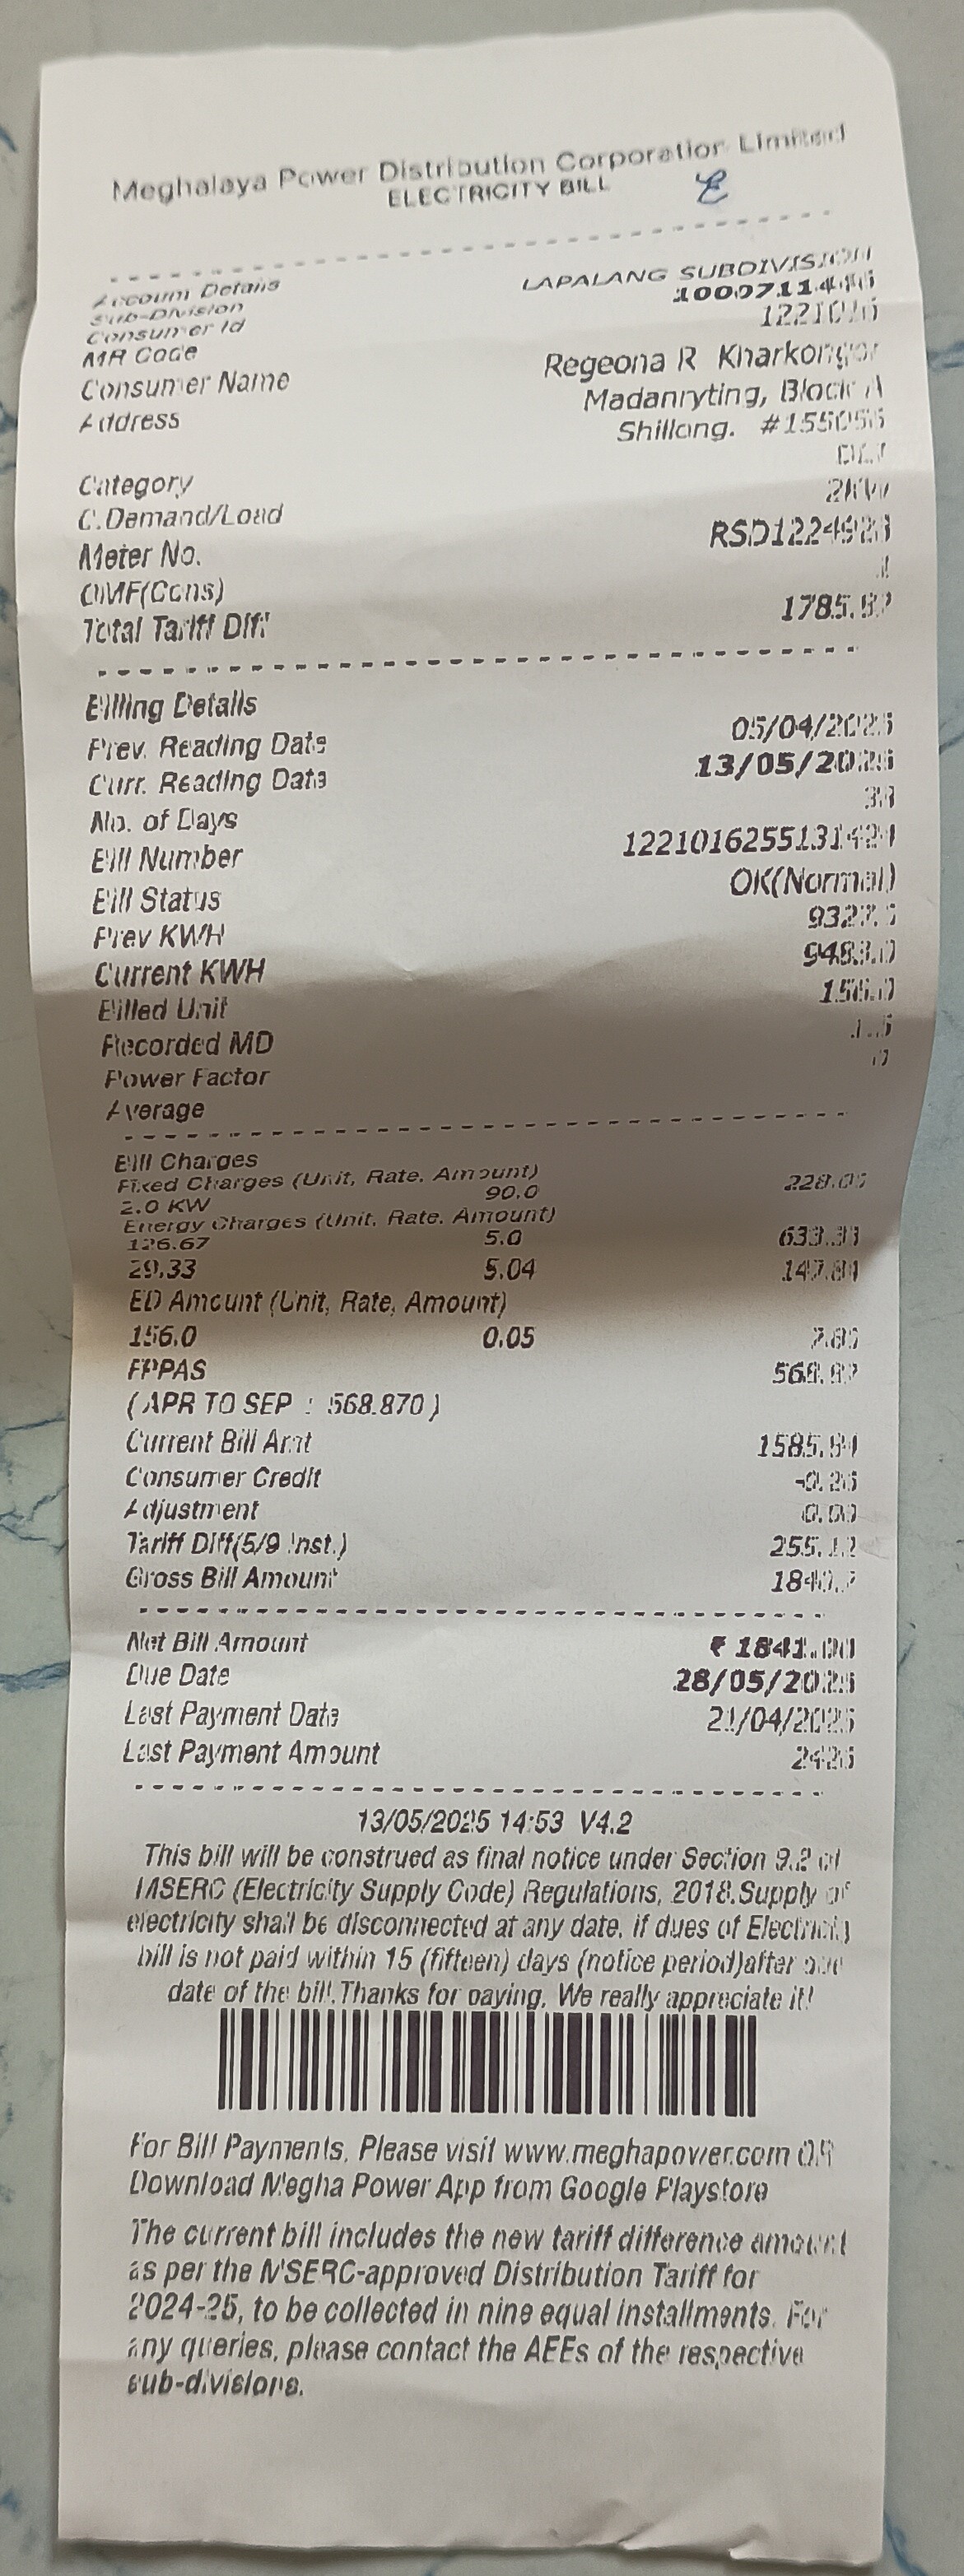 Meghalaya Power Distribution Corporation Limited
ELECTRICITY BILL
Account Details
Sub-Division LAPALANG SUBDIVISION
Consumer Id
MR Code
Consumer Name Regeona R Kharkongor
Address Madanryting, Block A
Shillong.
Category
C.Demand/Load 2KW
Meter No.
OMF(Cons) 1
Total Tariff Diff
Billing Details
Prev. Reading Date 05/04/2025
Curr. Reading Date 13/05/2025
No. of Days 38
Bill Number
Bill Status OK(Normal)
Prev KWH
Current KWH 9483.0
Billed Unit 156.0
Recorded MD
Power Factor
Average
Bill Charges
Fixed Charges (Unit, Rate, Amount)
2.0 KW 90.0
Energy Charges (Unit, Rate, Amount)
126.67 5.0 633.33
29.33 5.04
ED Amount (Unit, Rate, Amount)
156.0 0.05 7.80
FPPAS 568.87
( APR TO SEP : 568.870 )
Current Bill Amt 1585.84
Consumer Credit
Adjustment 0.00
Tariff Diff(5/9 Inst.) 255.12
Gross Bill Amount 1840.7
Net Bill Amount ₹ 1841.00
Due Date 28/05/2025
Last Payment Date 21/04/2025
Last Payment Amount
13/05/2025 14:53 V4.2
This bill will be construed as final notice under Section 9.2 of
MSERC (Electricity Supply Code) Regulations, 2018.Supply of
electricity shall be disconnected at any date, if dues of Electricity
bill is not paid within 15 (fifteen) days (notice period)after due
date of the bill.Thanks for paying, We really appreciate it!
For Bill Payments, Please visit www.meghapower.com OR
Download Megha Power App from Google Playstore
The current bill includes the new tariff difference amount
as per the MSERC-approved Distribution Tariff for
2024-25, to be collected in nine equal installments. For
any queries, please contact the AEEs of the respective
sub-divisions.